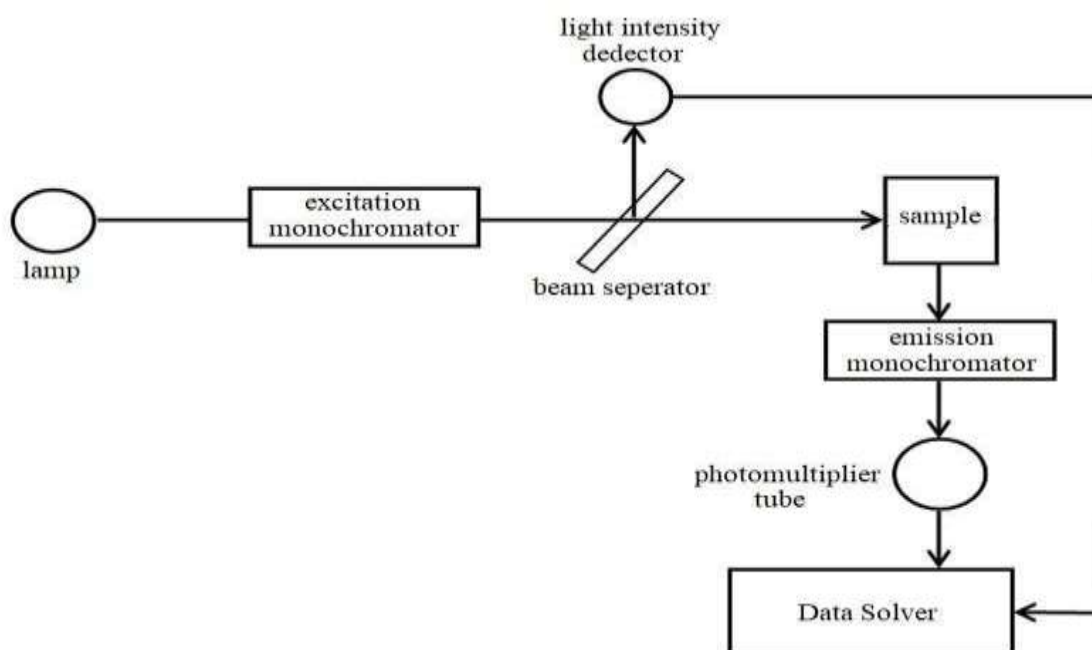 light intensity
dedector
excitation
monochromator
lamp
beam seperator
sample
emission
monochromator
photomultiplier
tube
Data Solver